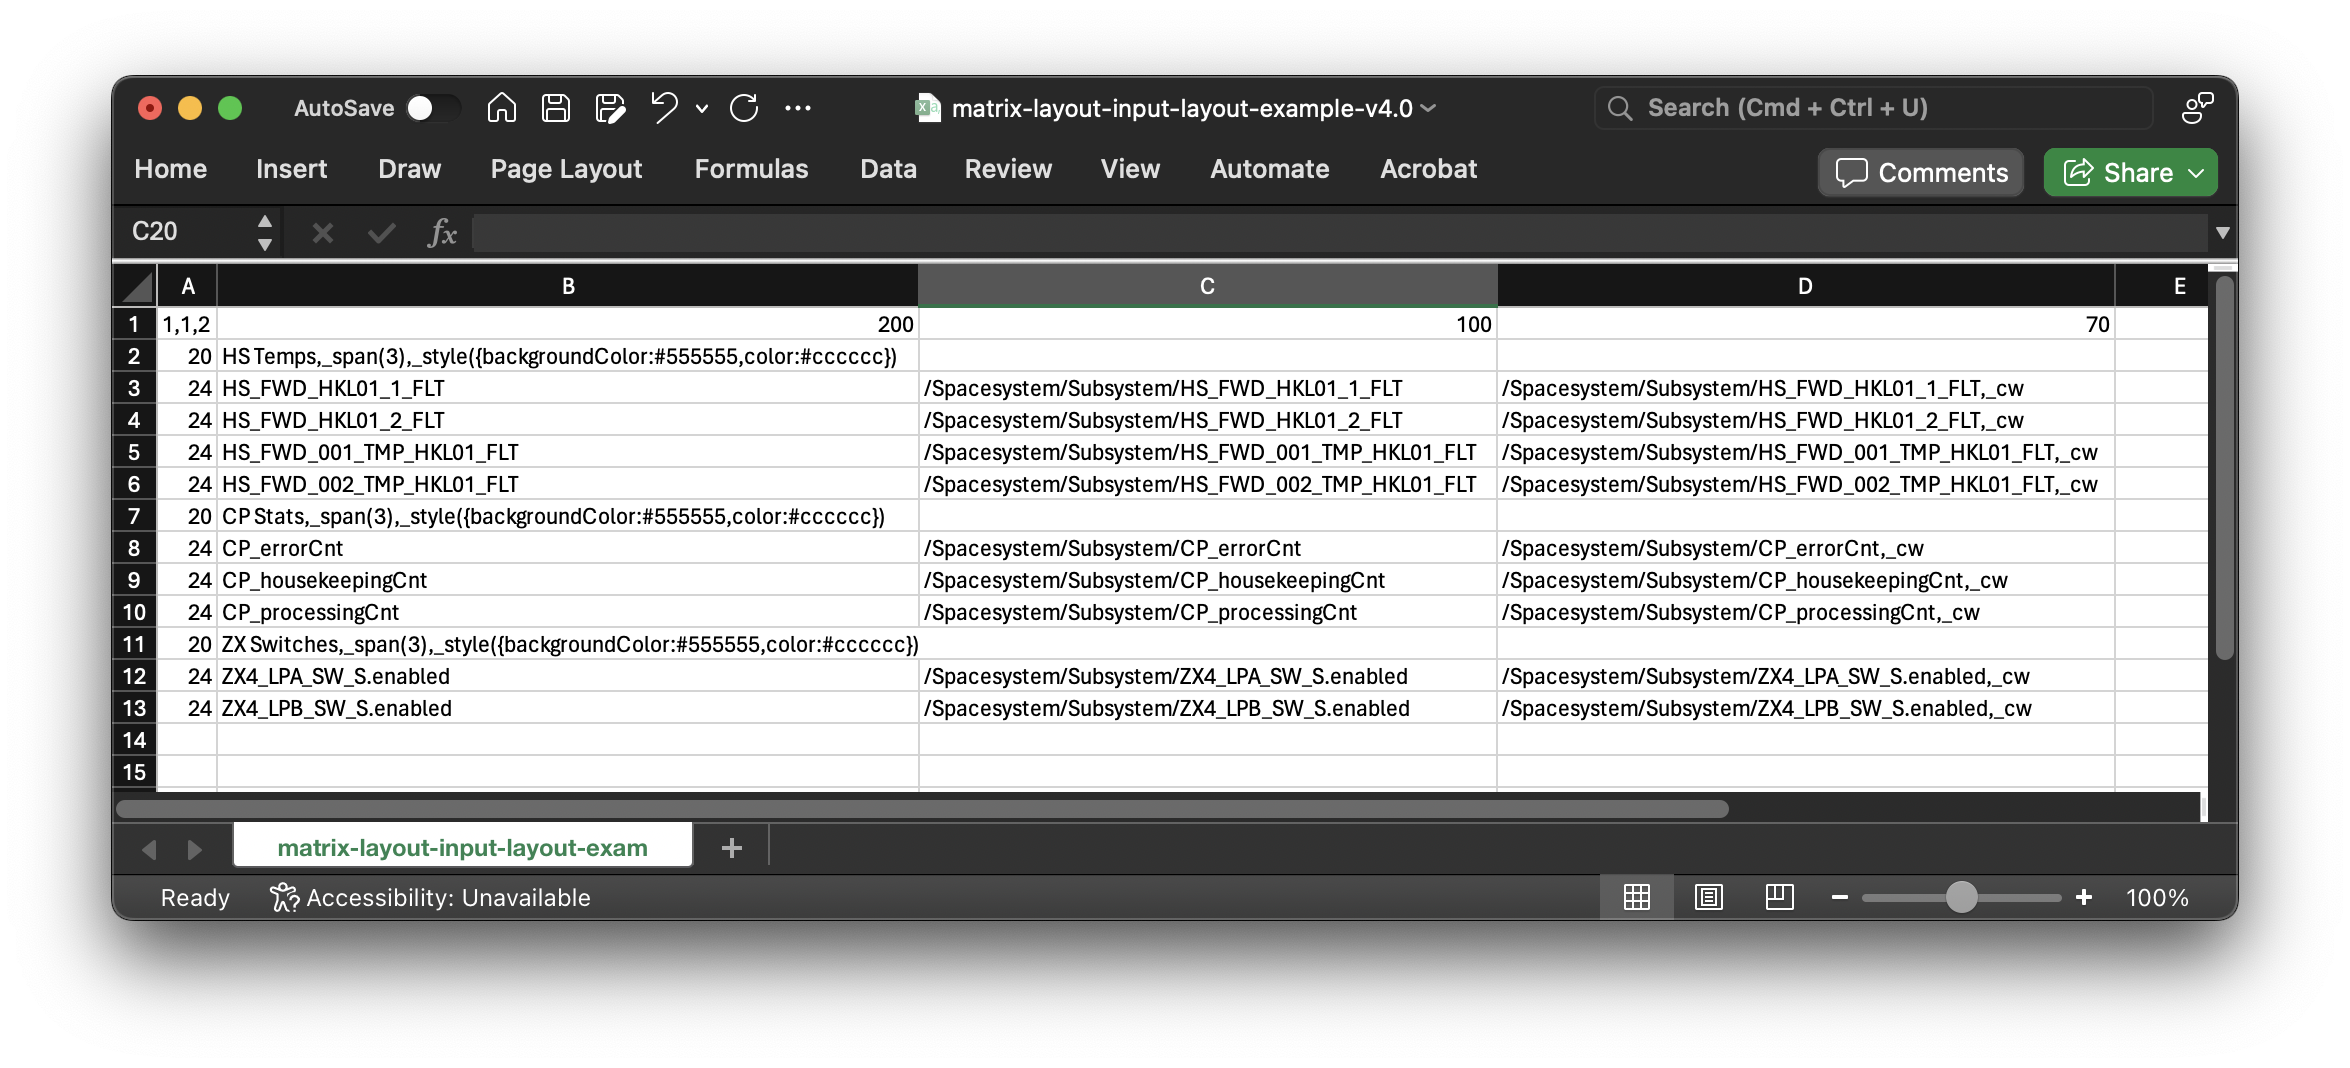 AutoSave matrix-layout-input-layout-example-v4.0 Search (Cmd + Ctrl + U)
Home Insert Draw Page Layout Formulas Data Review View Automate Acrobat Comments Share
C20 fx
A B C D E
1 1,1,2 200 100 70
2 20 HS Temps,_span(3),_style({backgroundColor:#555555,color:#cccccc})
3 24 HS_FWD_HKL01_1_FLT /Spacesystem/Subsystem/HS_FWD_HKL01_1_FLT /Spacesystem/Subsystem/HS_FWD_HKL01_1_FLT,_cw
4 24 HS_FWD_HKL01_2_FLT /Spacesystem/Subsystem/HS_FWD_HKL01_2_FLT /Spacesystem/Subsystem/HS_FWD_HKL01_2_FLT,_cw
5 24 HS_FWD_001_TMP_HKL01_FLT /Spacesystem/Subsystem/HS_FWD_001_TMP_HKL01_FLT /Spacesystem/Subsystem/HS_FWD_001_TMP_HKL01_FLT,_cw
6 24 HS_FWD_002_TMP_HKL01_FLT /Spacesystem/Subsystem/HS_FWD_002_TMP_HKL01_FLT /Spacesystem/Subsystem/HS_FWD_002_TMP_HKL01_FLT,_cw
7 20 CP Stats,_span(3),_style({backgroundColor:#555555,color:#cccccc})
8 24 CP_errorCnt /Spacesystem/Subsystem/CP_errorCnt /Spacesystem/Subsystem/CP_errorCnt,_cw
9 24 CP_housekeepingCnt /Spacesystem/Subsystem/CP_housekeepingCnt /Spacesystem/Subsystem/CP_housekeepingCnt,_cw
10 24 CP_processingCnt /Spacesystem/Subsystem/CP_processingCnt /Spacesystem/Subsystem/CP_processingCnt,_cw
11 20 ZX Switches,_span(3),_style({backgroundColor:#555555,color:#cccccc})
12 24 ZX4_LPA_SW_S.enabled /Spacesystem/Subsystem/ZX4_LPA_SW_S.enabled /Spacesystem/Subsystem/ZX4_LPA_SW_S.enabled,_cw
13 24 ZX4_LPB_SW_S.enabled /Spacesystem/Subsystem/ZX4_LPB_SW_S.enabled /Spacesystem/Subsystem/ZX4_LPB_SW_S.enabled,_cw
14
15
matrix-layout-input-layout-exam +
Ready Accessibility: Unavailable 100%